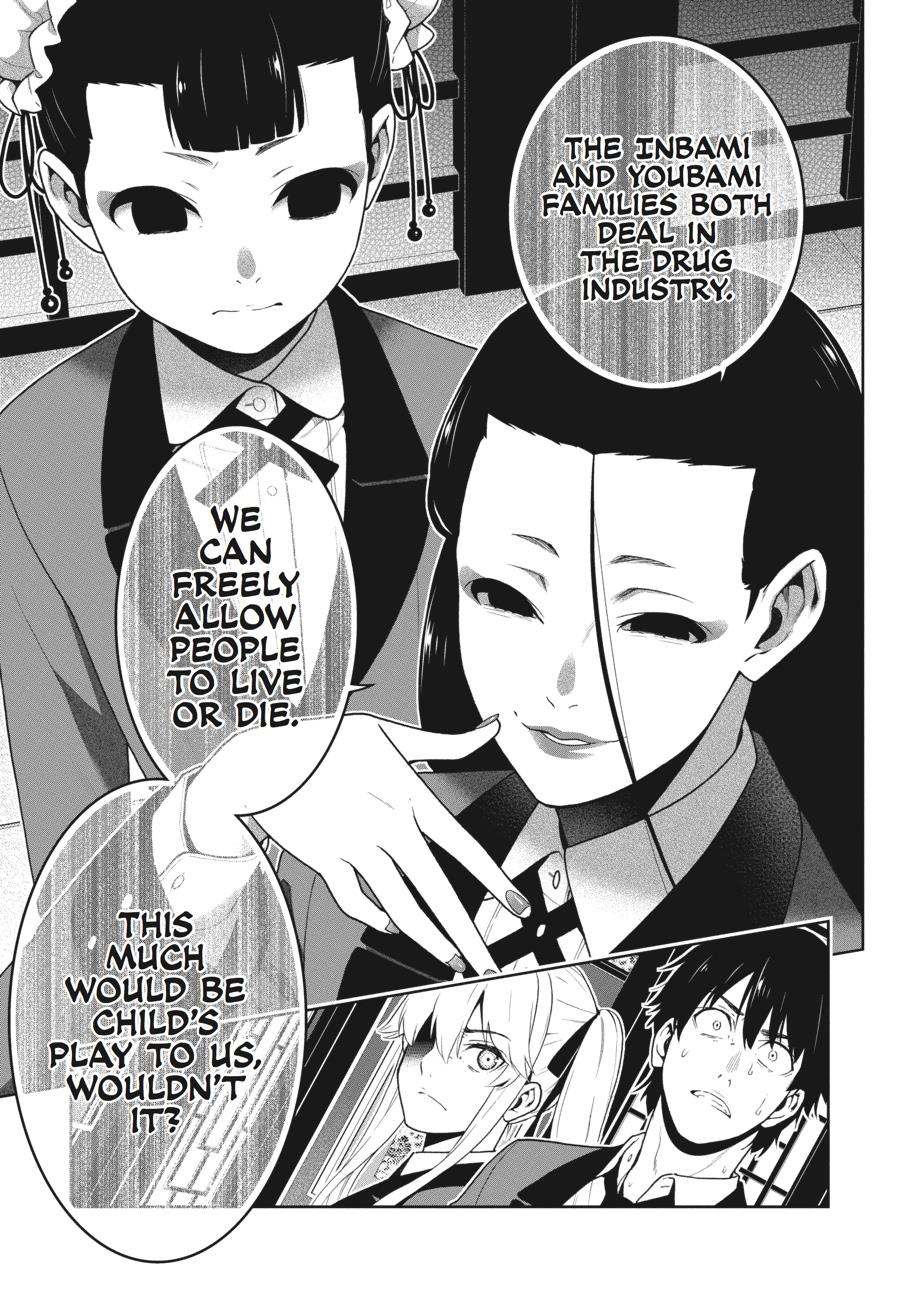 THE INBAMI
AND YOUBAMI
FAMILIES BOTH
DEAL IN
THE DRUG
INDUSTRY.
WE
CAN
FREELY
ALLOW
PEOPLE
TO LIVE
OR DIE.
THIS
MUCH
WOULD BE
CHILD'S
PLAY TO US,
WOULDN'T
IT?